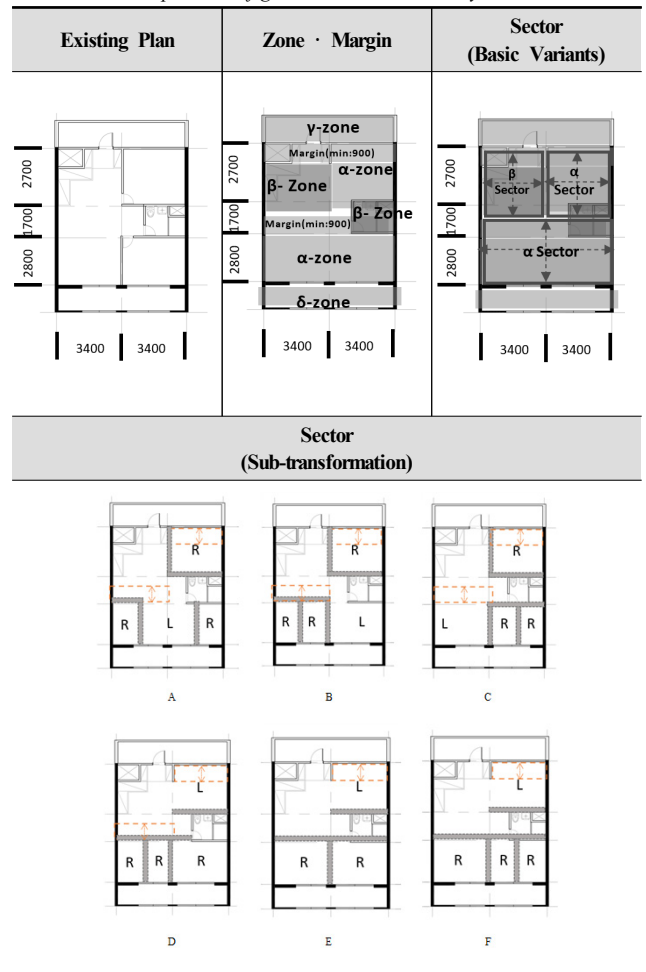 Existing Plan
Zone · Margin
Sector
(Basic Variants)
2700
1700
2800
3400
3400
γ-zone
Margin(min:900)
α-zone
β- Zone
β- Zone
Margin(min:900)
α-zone
δ-zone
2700
1700
2800
3400
3400
β
Sector
α
Sector
α Sector
2700
1700
2800
3400
3400
Sector
(Sub-transformation)
R
R
L
R
A
R
R
R
L
B
R
L
R
R
C
L
R
R
R
D
L
R
R
E
L
R
R
R
F